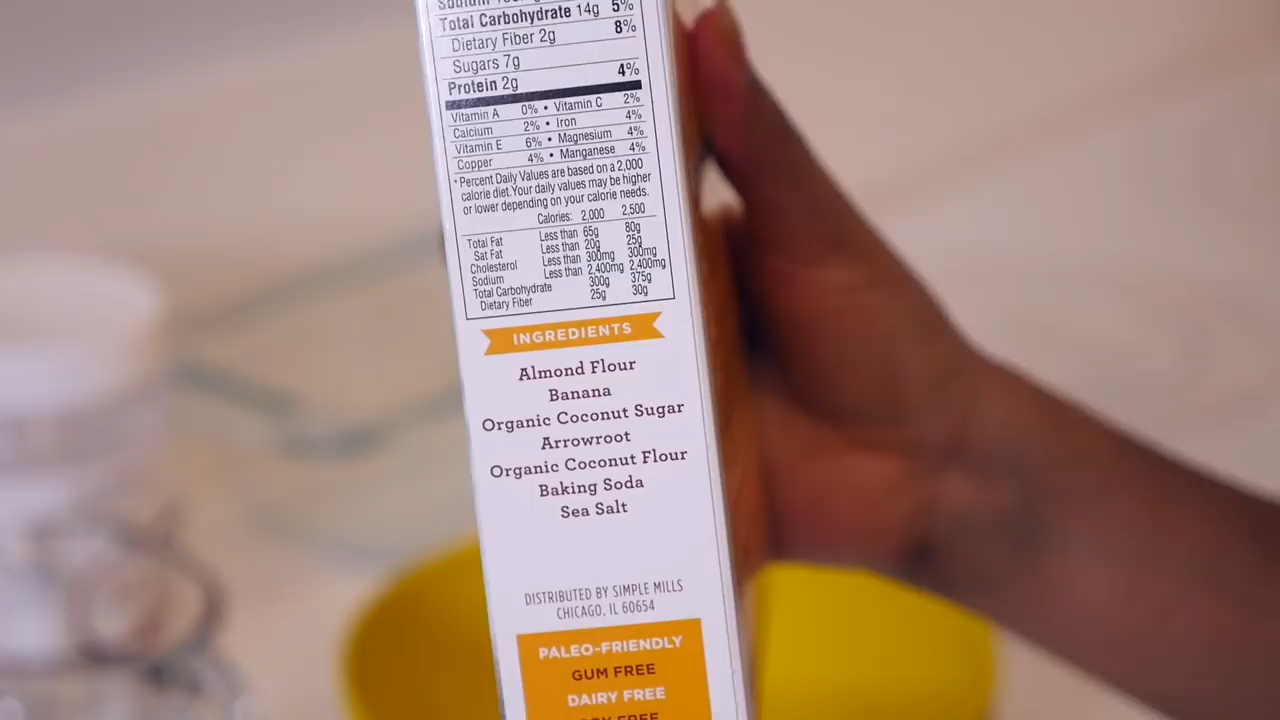 Total Carbohydrate 14g 5%
Dietary Fiber 2g 8%
Sugars 7g
Protein 2g 4%
Vitamin A 0% • Vitamin C 2%
Calcium 2% • Iron 4%
Vitamin E 6% • Magnesium 4%
Copper 4% • Manganese 4%
*Percent Daily Values are based on a 2,000
calorie diet. Your daily values may be higher
or lower depending on your calorie needs.
Calories: 2,000 2,500
Total Fat Less than 65g 80g
Sat Fat Less than 20g 25g
Cholesterol Less than 300mg 300mg
Sodium Less than 2,400mg 2,400mg
Total Carbohydrate 300g 375g
Dietary Fiber 25g 30g
INGREDIENTS
Almond Flour
Banana
Organic Coconut Sugar
Arrowroot
Organic Coconut Flour
Baking Soda
Sea Salt
DISTRIBUTED BY SIMPLE MILLS
CHICAGO, IL 60654
PALEO-FRIENDLY
GUM FREE
DAIRY FREE
FREE